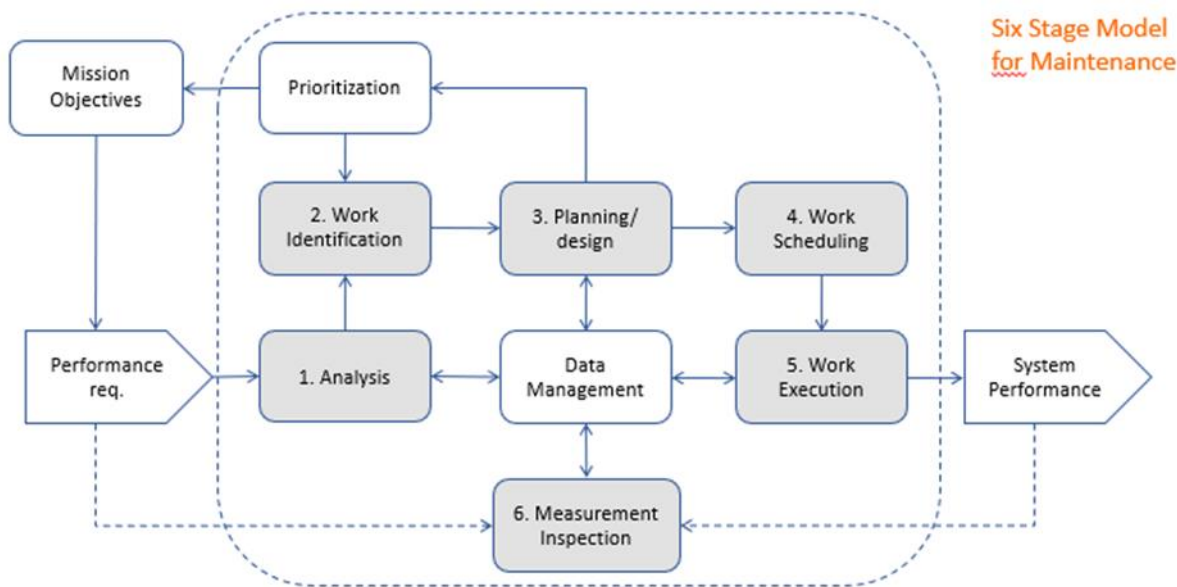 Six Stage Model
for Maintenance
Mission
Objectives
Prioritization
2. Work
Identification
3. Planning/
design
4. Work
Scheduling
Performance
req.
1. Analysis
Data
Management
5. Work
Execution
System
Performance
6. Measurement
Inspection